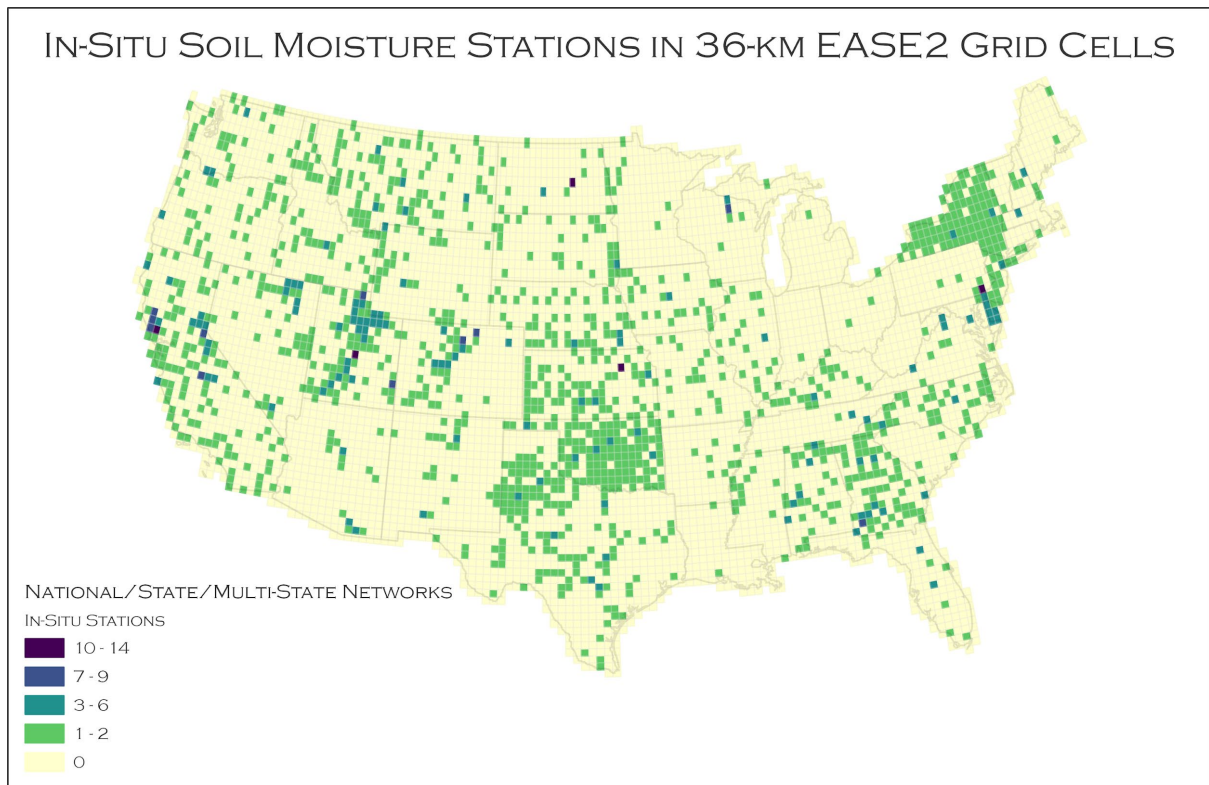 In-Situ Soil Moisture Stations in 36-km EASE2 Grid Cells
National/State/Multi-State Networks
In-Situ Stations
10 - 14
7 - 9
3 - 6
1 - 2
0